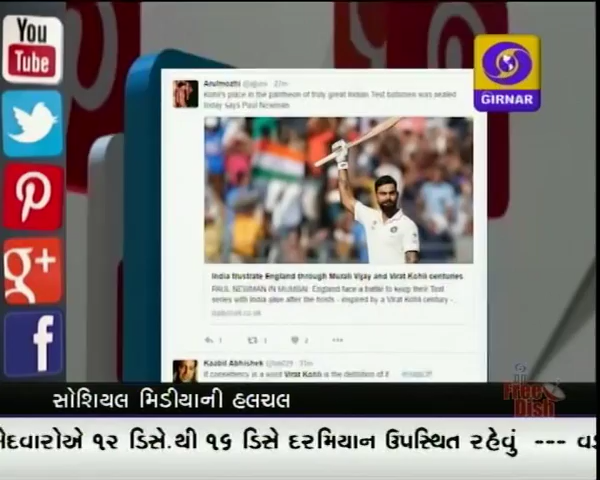 You
Tube
GIRNAR
Arulmozhi
Kohli's place in the pantheon of truly great Indian Test batsmen was sealed
today says Paul Newman
India frustrate England through Murali Vijay and Virat Kohli centuries
PAUL NEWMAN IN MUMBAI: England face a battle to keep their Test
series with India alive after the hosts - inspired by a Virat Kohli century -
Kaabil Abhishek
If consistency is a word Virat Kohli is the definition of it
g+
f
Free
Dish
સોશિયલ મિડીયાની હલચલ
મેદવારોએ ૧૨ ડિસે.થી ૧૬ ડિસે દરમિયાન ઉપસ્થિત રહેવું --- વડ